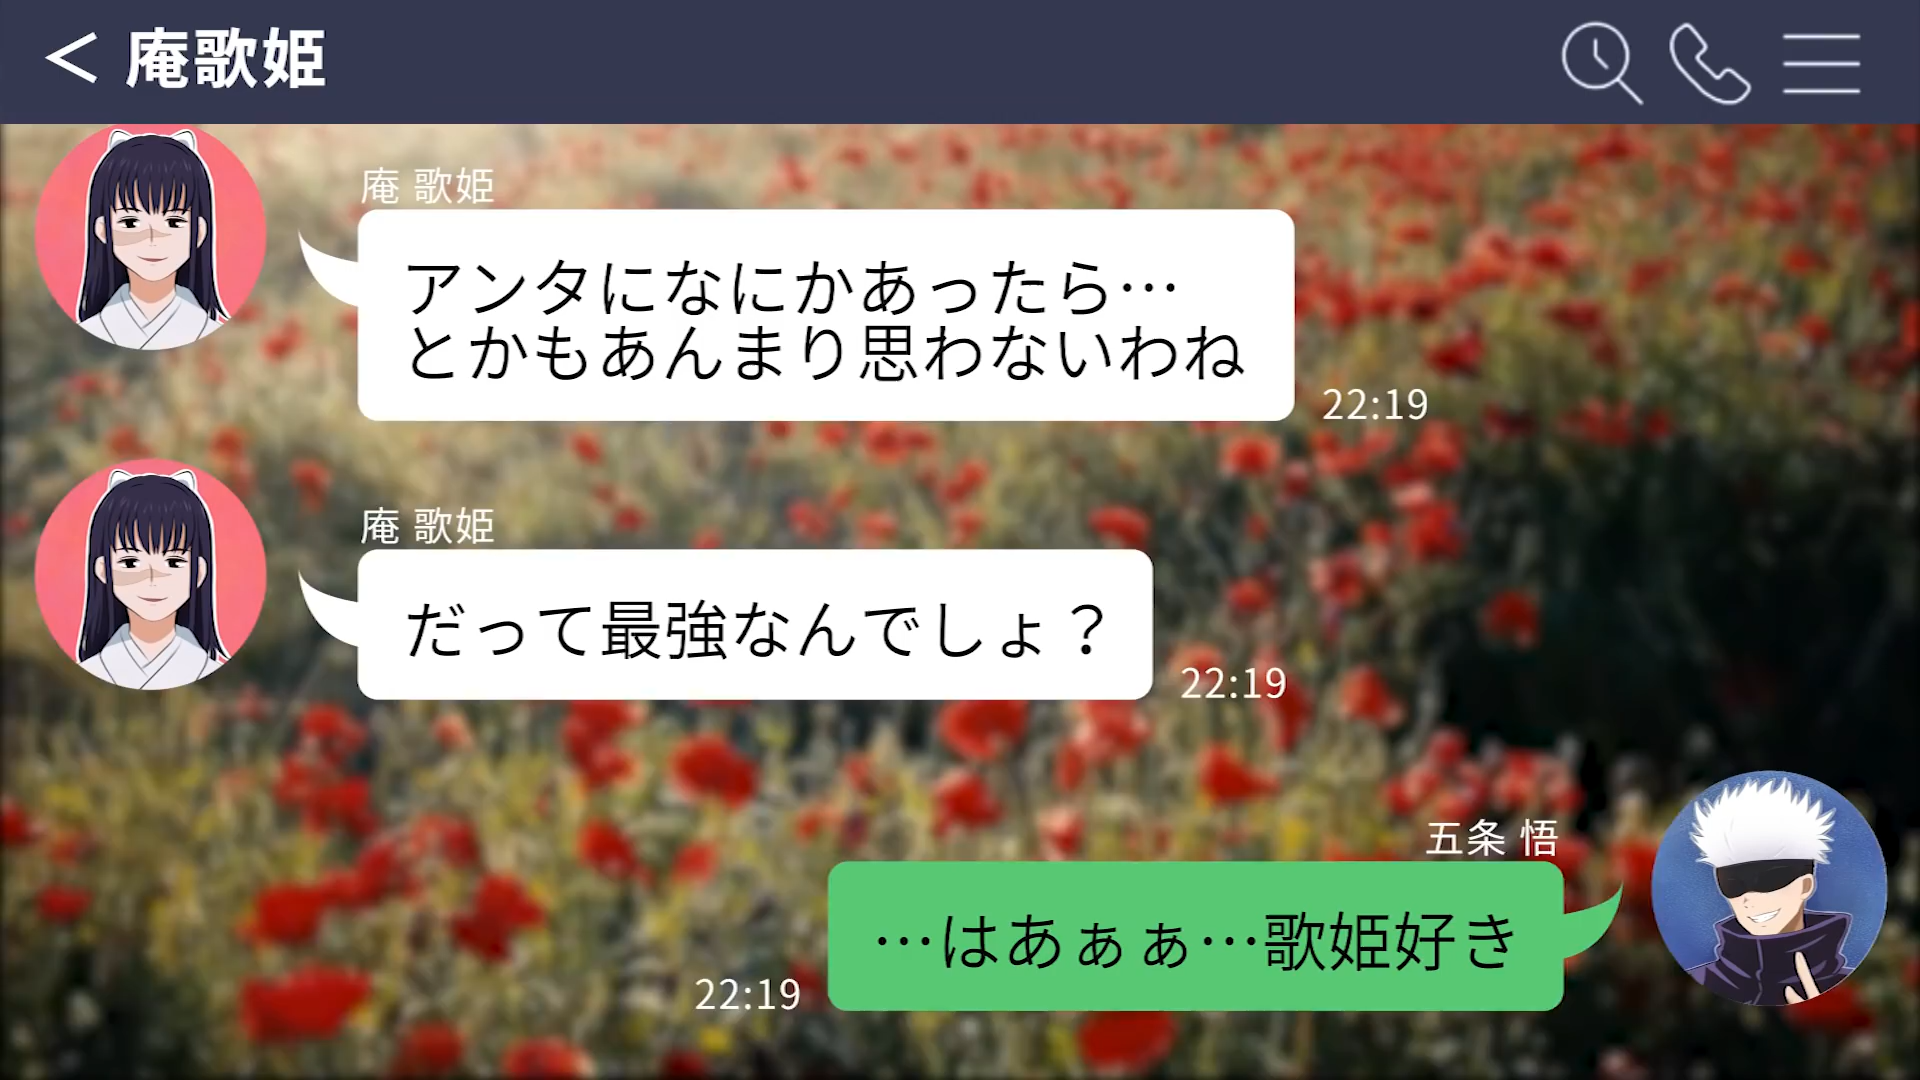 庵歌姫
庵 歌姫
アンタになにかあったら…
とかもあんまり思わないわね
22:19
庵 歌姫
だって最強なんでしょ？
22:19
五条 悟
…はあぁぁ…歌姫好き
22:19